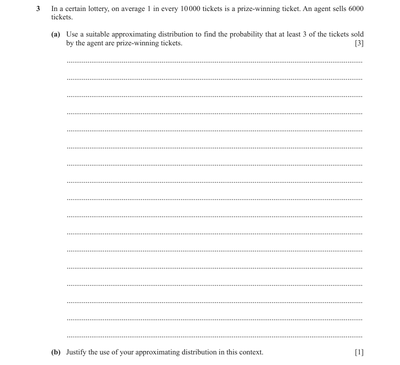 3 In a certain lottery, on average 1 in every 10 000 tickets is a prize-winning ticket. An agent sells 6000
tickets.
(a) Use a suitable approximating distribution to find the probability that at least 3 of the tickets sold
by the agent are prize-winning tickets. [3]
(b) Justify the use of your approximating distribution in this context. [1]